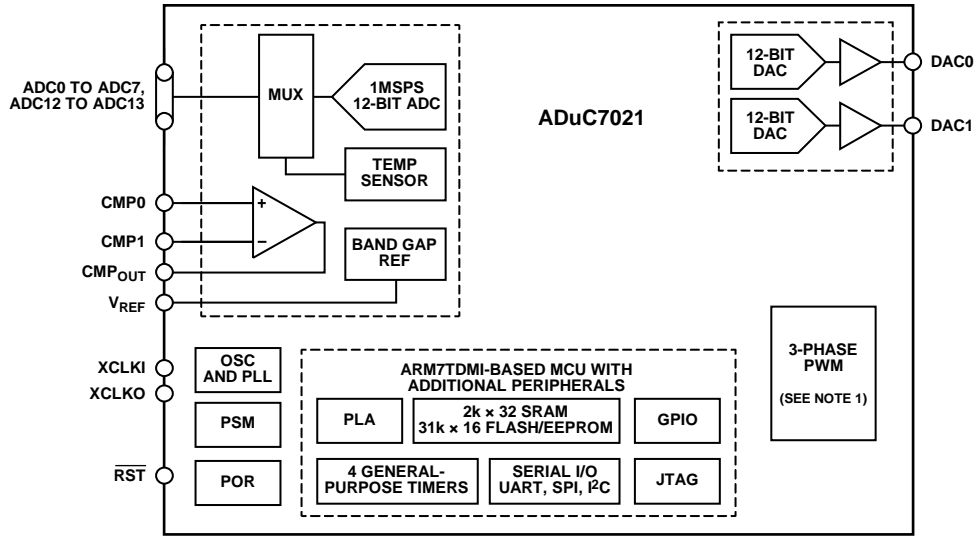 ADC0 TO ADC7,
ADC12 TO ADC13
MUX
1MSPS
12-BIT ADC
TEMP
SENSOR
CMP0
CMP1
CMPOUT
VREF
+
−
BAND GAP
REF
ADuC7021
12-BIT
DAC
DAC0
12-BIT
DAC
DAC1
XCLKI
XCLKO
RST
OSC
AND PLL
PSM
POR
ARM7TDMI-BASED MCU WITH
ADDITIONAL PERIPHERALS
PLA
2k × 32 SRAM
31k × 16 FLASH/EEPROM
GPIO
4 GENERAL-
PURPOSE TIMERS
SERIAL I/O
UART, SPI, I2C
JTAG
3-PHASE
PWM
(SEE NOTE 1)